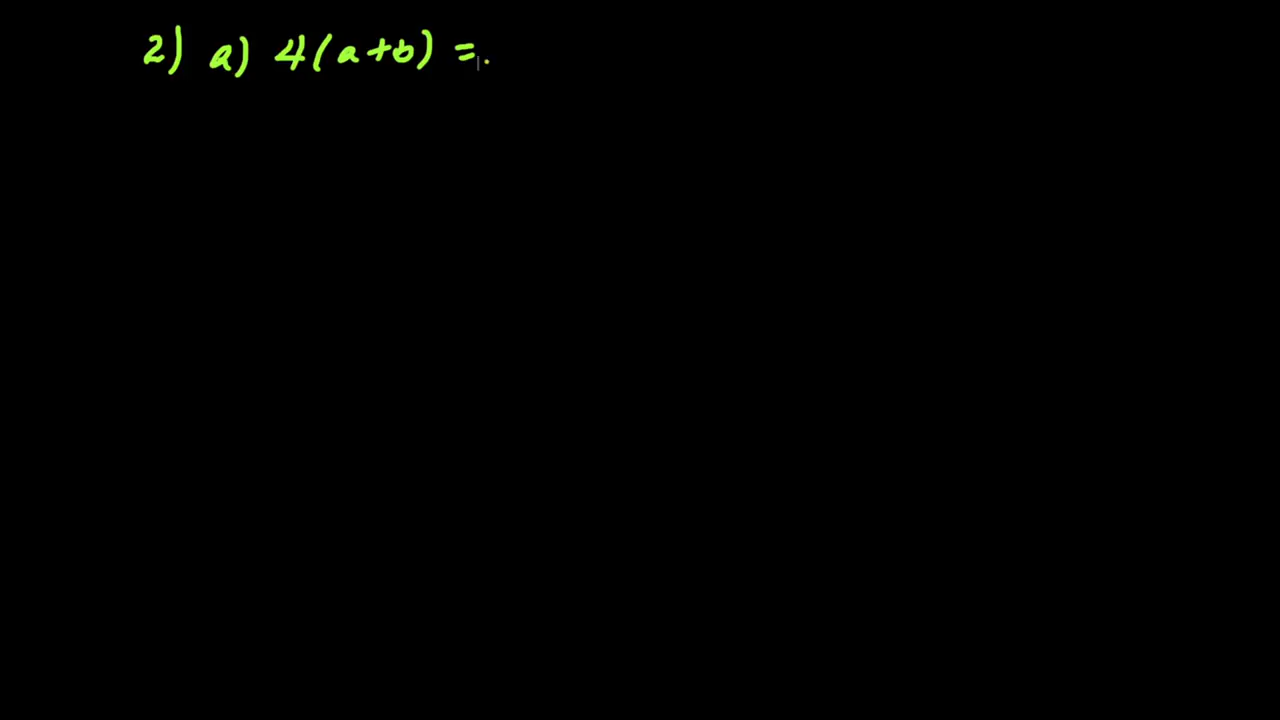 2) a) 4(a+b) =